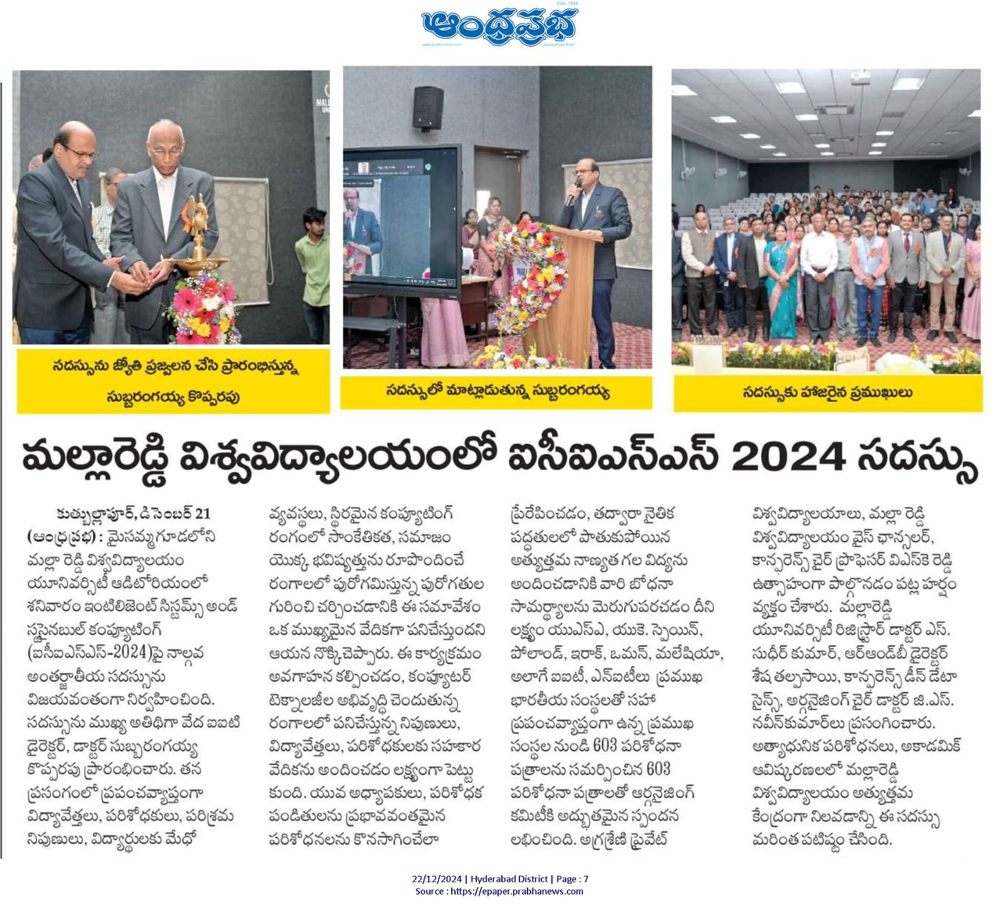 Estd. 1938
ఆంధ్రప్రభ
www.prabhanews.com
Journalism first!
సదస్సును జ్యోతి ప్రజ్వలన చేసి ప్రారంభిస్తున్న
సుబ్బరంగయ్య కొప్పరపు
సదస్సులో మాట్లాడుతున్న సుబ్బరంగయ్య
సదస్సుకు హాజరైన ప్రముఖులు
మల్లారెడ్డి విశ్వవిద్యాలయంలో ఐసీఐఎస్ఎస్ 2024 సదస్సు
కుత్బుల్లాపూర్, డిసెంబర్ 21
(ఆంధ్రప్రభ) : మైసమ్మగూడలోని
మల్లా రెడ్డి విశ్వవిద్యాలయం
యూనివర్సిటీ ఆడిటోరియంలో
శనివారం ఇంటిలిజెంట్ సిస్టమ్స్ అండ్
సస్టైనబుల్ కంప్యూటింగ్
(ఐసీఐఎస్ఎస్-2024)పై నాల్గవ
అంతర్జాతీయ సదస్సును
విజయవంతంగా నిర్వహించింది.
సదస్సును ముఖ్య అతిథిగా వేద ఐఐటి
డైరెక్టర్, డాక్టర్ సుబ్బరంగయ్య
కొప్పరపు ప్రారంభించారు. తన
ప్రసంగంలో ప్రపంచవ్యాప్తంగా
విద్యావేత్తలు, పరిశోధకులు, పరిశ్రమ
నిపుణులు, విద్యార్థులకు మేధో
వ్యవస్థలు, స్థిరమైన కంప్యూటింగ్
రంగంలో సాంకేతికత, సమాజం
యొక్క భవిష్యత్తును రూపొందించే
రంగాలలో పురోగమిస్తున్న పురోగతుల
గురించి చర్చించడానికి ఈ సమావేశం
ఒక ముఖ్యమైన వేదికగా పనిచేస్తుందని
ఆయన నొక్కిచెప్పారు. ఈ కార్యక్రమం
అవగాహన కల్పించడం, కంప్యూటర్
టెక్నాలజీల అభివృద్ధి చెందుతున్న
రంగాలలో పనిచేస్తున్న నిపుణులు,
విద్యావేత్తలు, పరిశోధకులకు సహకార
వేదికను అందించడం లక్ష్యంగా పెట్టు
కుంది. యువ అధ్యాపకులు, పరిశోధక
పండితులను ప్రభావవంతమైన
పరిశోధనలను కొనసాగించేలా
ప్రేరేపించడం, తద్వారా నైతిక
పద్ధతులలో పాతుకుపోయిన
అత్యుత్తమ నాణ్యత గల విద్యను
అందించడానికి వారి బోధనా
సామర్థ్యాలను మెరుగుపరచడం దీని
లక్ష్యం యుఎస్ఏ, యుకె. స్పెయిన్,
పోలాండ్, ఇరాక్, ఒమన్, మలేషియా,
అలాగే ఐఐటీ, ఎన్ఐటీలు ప్రముఖ
భారతీయ సంస్థలతో సహా
ప్రపంచవ్యాప్తంగా ఉన్న ప్రముఖ
సంస్థల నుండి 603 పరిశోధనా
పత్రాలను సమర్పించిన 603
పరిశోధనా పత్రాలతో ఆర్గనైజింగ్
కమిటీకి అద్భుతమైన స్పందన
లభించింది. అగ్రశ్రేణి ప్రైవేట్
విశ్వవిద్యాలయాలు, మల్లా రెడ్డి
విశ్వవిద్యాలయం వైస్ ఛాన్సలర్,
కాన్ఫరెన్స్ చైర్ ప్రొఫెసర్ విఎస్కె రెడ్డి
ఉత్సాహంగా పాల్గొనడం పట్ల హర్షం
వ్యక్తం చేశారు. మల్లారెడ్డి
యూనివర్సిటీ రిజిస్ట్రార్ డాక్టర్ ఎస్.
సుధీర్ కుమార్, ఆర్ఆండ్బీ డైరెక్టర్
శేష తల్పసాయి, కాన్ఫరెన్స్ డీన్ డేటా
సైన్స్, అర్గనైజింగ్ చైర్ డాక్టర్ జి.ఎస్.
నవీన్కుమార్లు ప్రసంగించారు.
అత్యాధునిక పరిశోధనలు, అకాడమిక్
ఆవిష్కరణలలో మల్లారెడ్డి
విశ్వవిద్యాలయం అత్యుత్తమ
కేంద్రంగా నిలవడాన్ని ఈ సదస్సు
మరింత పటిష్టం చేసింది.
22/12/2024 | Hyderabad District | Page : 7
Source : https://epaper.prabhanews.com